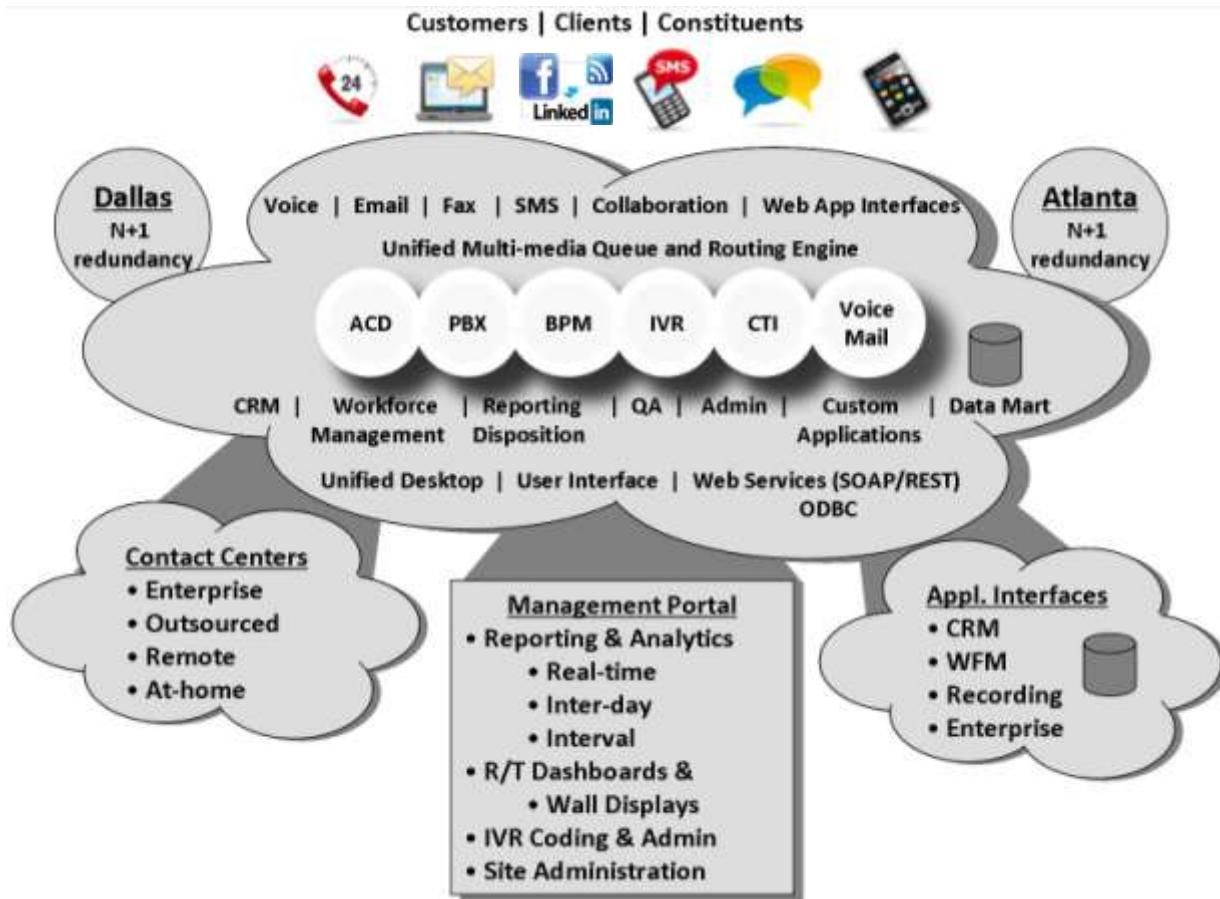 Customers | Clients | Constituents
24
SMS
f
Linked in
Dallas
N+1
redundancy
Atlanta
N+1
redundancy
Voice | Email | Fax | SMS | Collaboration | Web App Interfaces
Unified Multi-media Queue and Routing Engine
ACD
PBX
BPM
IVR
CTI
Voice
Mail
CRM | Workforce | Reporting | QA | Admin | Custom | Data Mart
Management Disposition Applications
Unified Desktop | User Interface | Web Services (SOAP/REST)
ODBC
Contact Centers
• Enterprise
• Outsourced
• Remote
• At-home
Management Portal
• Reporting & Analytics
• Real-time
• Inter-day
• Interval
• R/T Dashboards &
• Wall Displays
• IVR Coding & Admin
• Site Administration
Appl. Interfaces
• CRM
• WFM
• Recording
• Enterprise